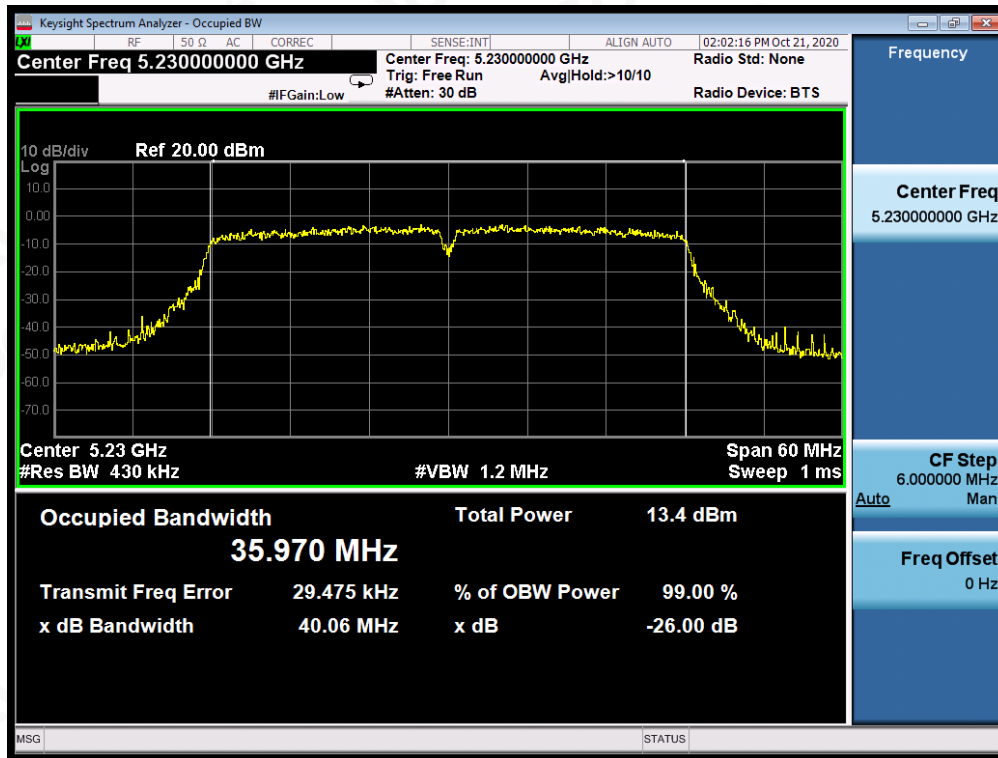 Keysight Spectrum Analyzer - Occupied BW
LXI RF 50 Ω AC CORREC SENSE:INT ALIGN AUTO 02:02:16 PM Oct 21, 2020
Center Freq 5.230000000 GHz
Center Freq: 5.230000000 GHz Radio Std: None
Trig: Free Run Avg|Hold:>10/10
#IFGain:Low #Atten: 30 dB Radio Device: BTS
10 dB/div Ref 20.00 dBm
Log
10.0
0.00
-10.0
-20.0
-30.0
-40.0
-50.0
-60.0
-70.0
Center 5.23 GHz Span 60 MHz
#Res BW 430 kHz #VBW 1.2 MHz Sweep 1 ms
Occupied Bandwidth Total Power 13.4 dBm
35.970 MHz
Transmit Freq Error 29.475 kHz % of OBW Power 99.00 %
x dB Bandwidth 40.06 MHz x dB -26.00 dB
MSG STATUS
Frequency
Center Freq
5.230000000 GHz
CF Step
6.000000 MHz
Auto Man
Freq Offset
0 Hz